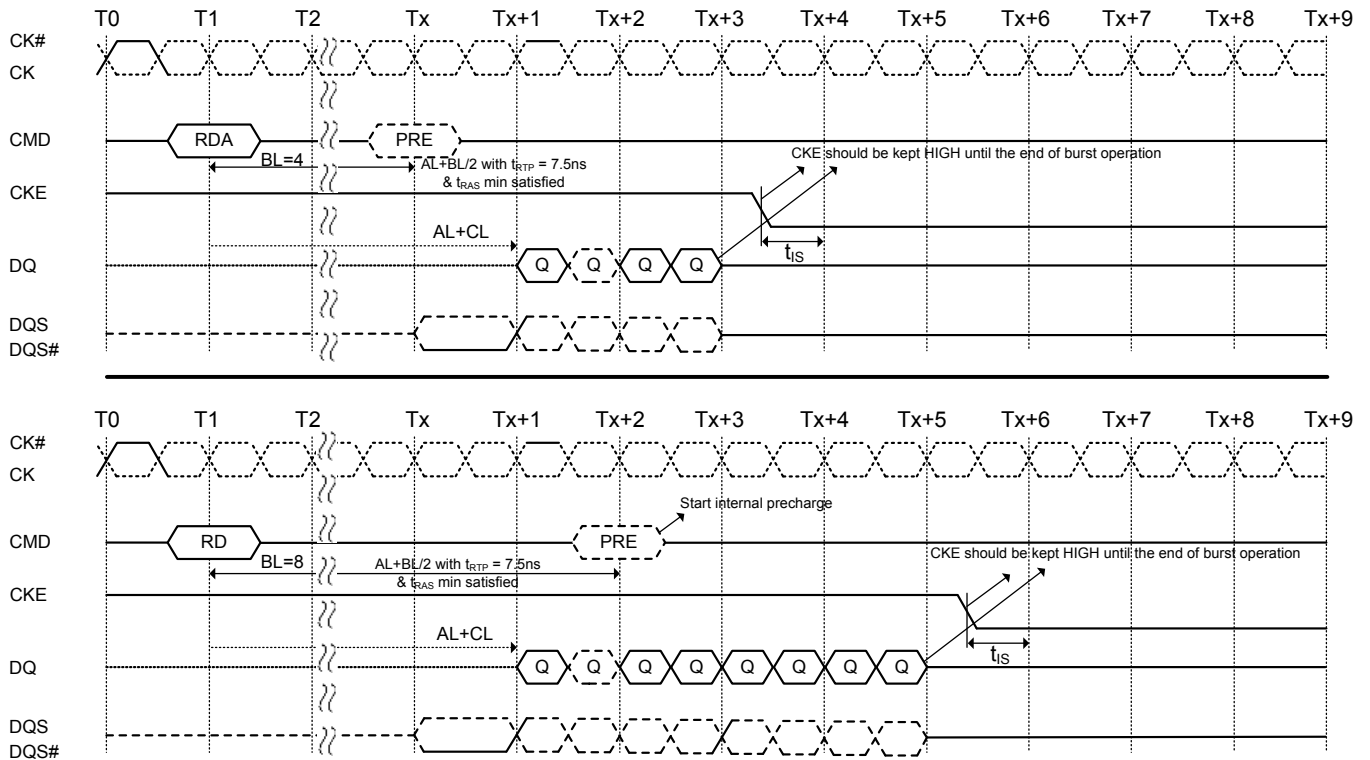 T0 T1 T2 Tx Tx+1 Tx+2 Tx+3 Tx+4 Tx+5 Tx+6 Tx+7 Tx+8 Tx+9
CK#
CK
CMD RDA PRE
BL=4 AL+BL/2 with tRTP = 7.5ns
& tRAS min satisfied
CKE should be kept HIGH until the end of burst operation
CKE
AL+CL
tIS
DQ Q Q Q Q
DQS
DQS#
T0 T1 T2 Tx Tx+1 Tx+2 Tx+3 Tx+4 Tx+5 Tx+6 Tx+7 Tx+8 Tx+9
CK#
CK
Start internal precharge
CMD RD PRE
BL=8 AL+BL/2 with tRTP = 7.5ns
& tRAS min satisfied
CKE should be kept HIGH until the end of burst operation
CKE
AL+CL
tIS
DQ Q Q Q Q Q Q Q Q
DQS
DQS#